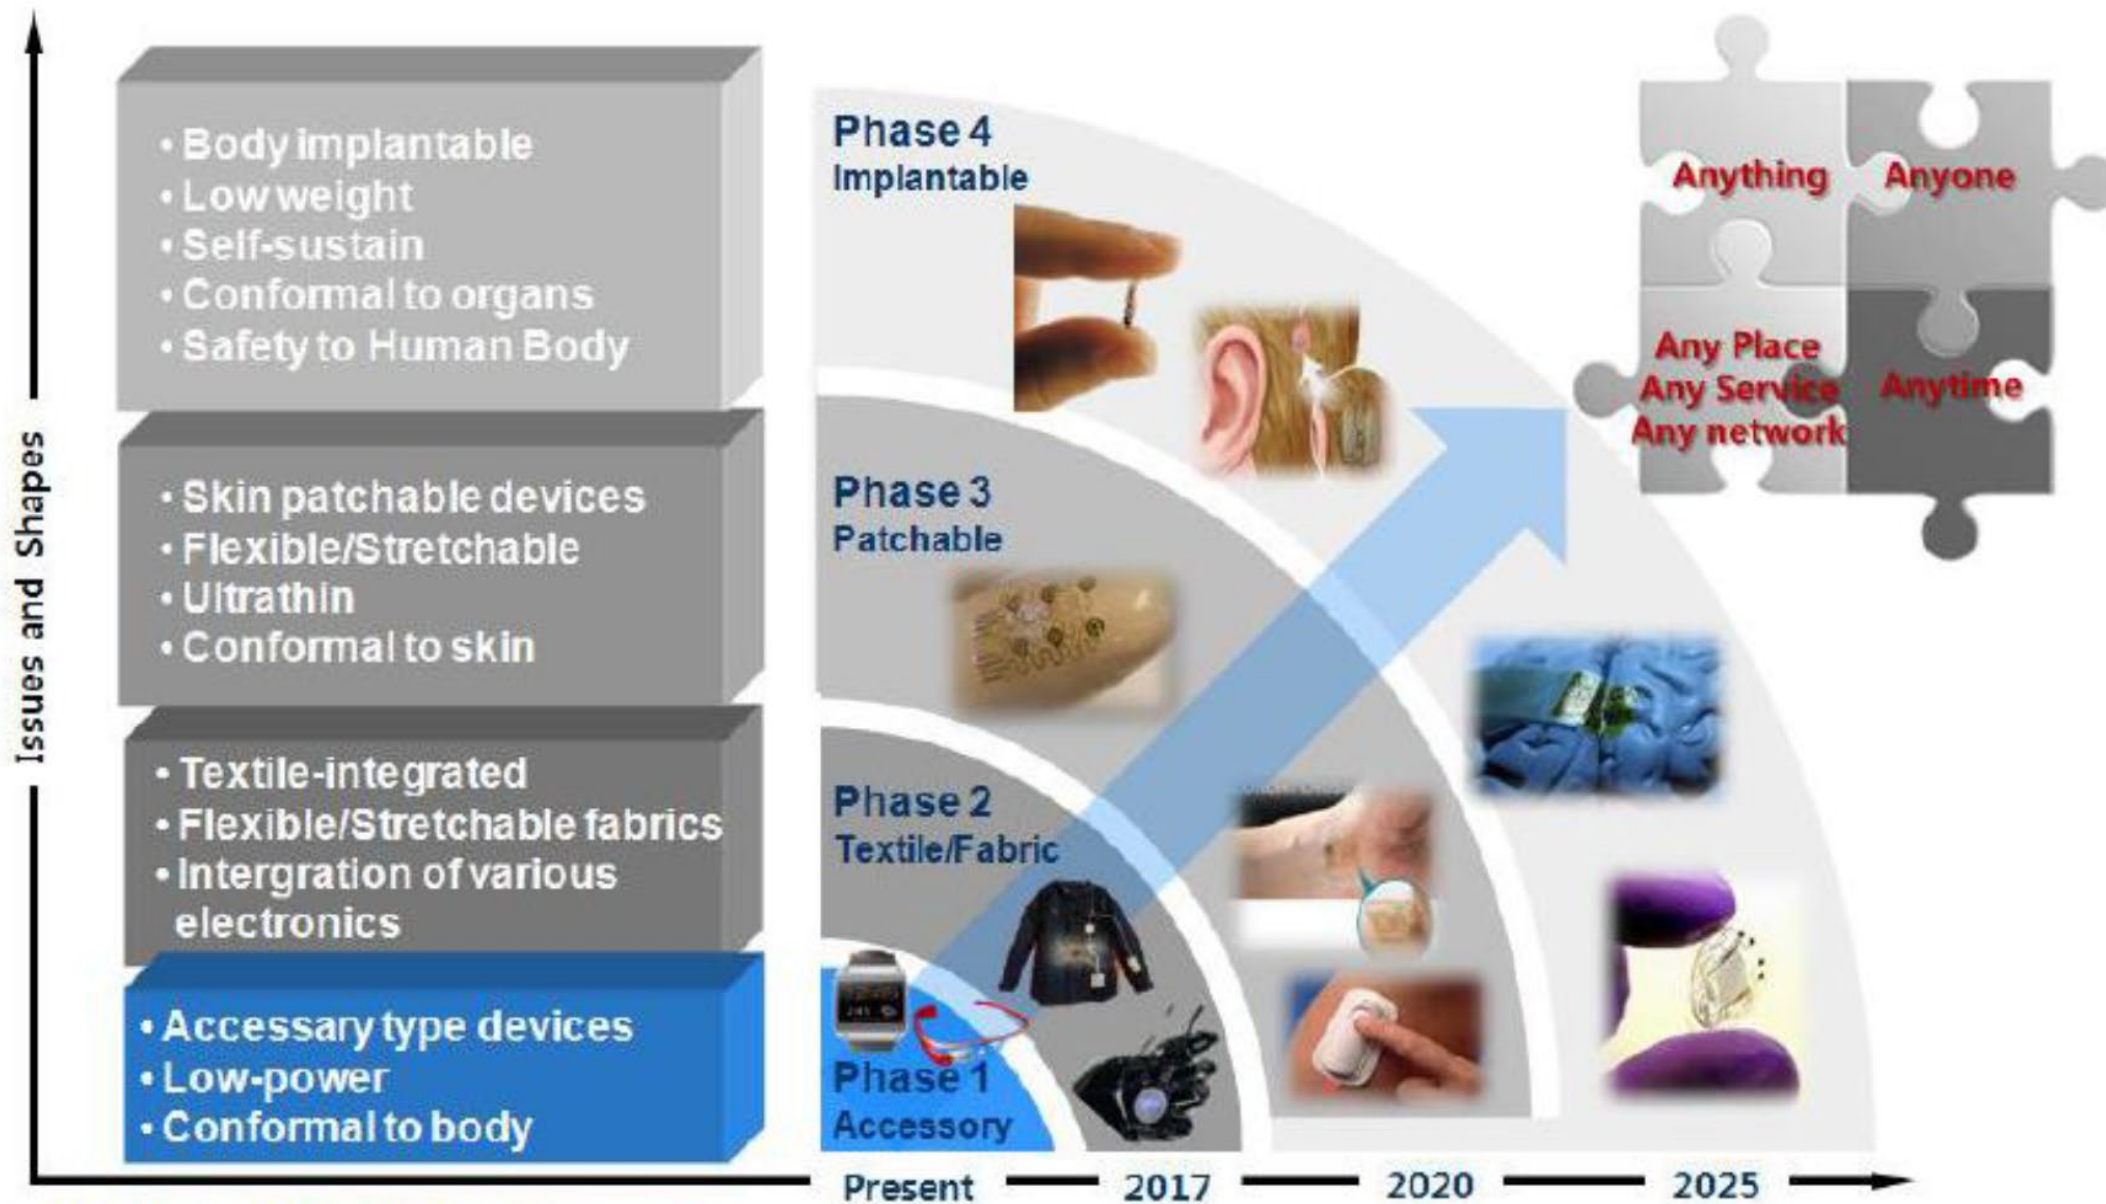 Issues and Shapes
• Body implantable
• Low weight
• Self-sustain
• Conformal to organs
• Safety to Human Body
• Skin patchable devices
• Flexible/Stretchable
• Ultrathin
• Conformal to skin
• Textile-integrated
• Flexible/Stretchable fabrics
• Intergration of various
electronics
• Accessary type devices
• Low-power
• Conformal to body
Phase 4
Implantable
Phase 3
Patchable
Phase 2
Textile/Fabric
Phase 1
Accessory
Anything
Anyone
Any Place
Any Service
Any network
Anytime
Present
2017
2020
2025